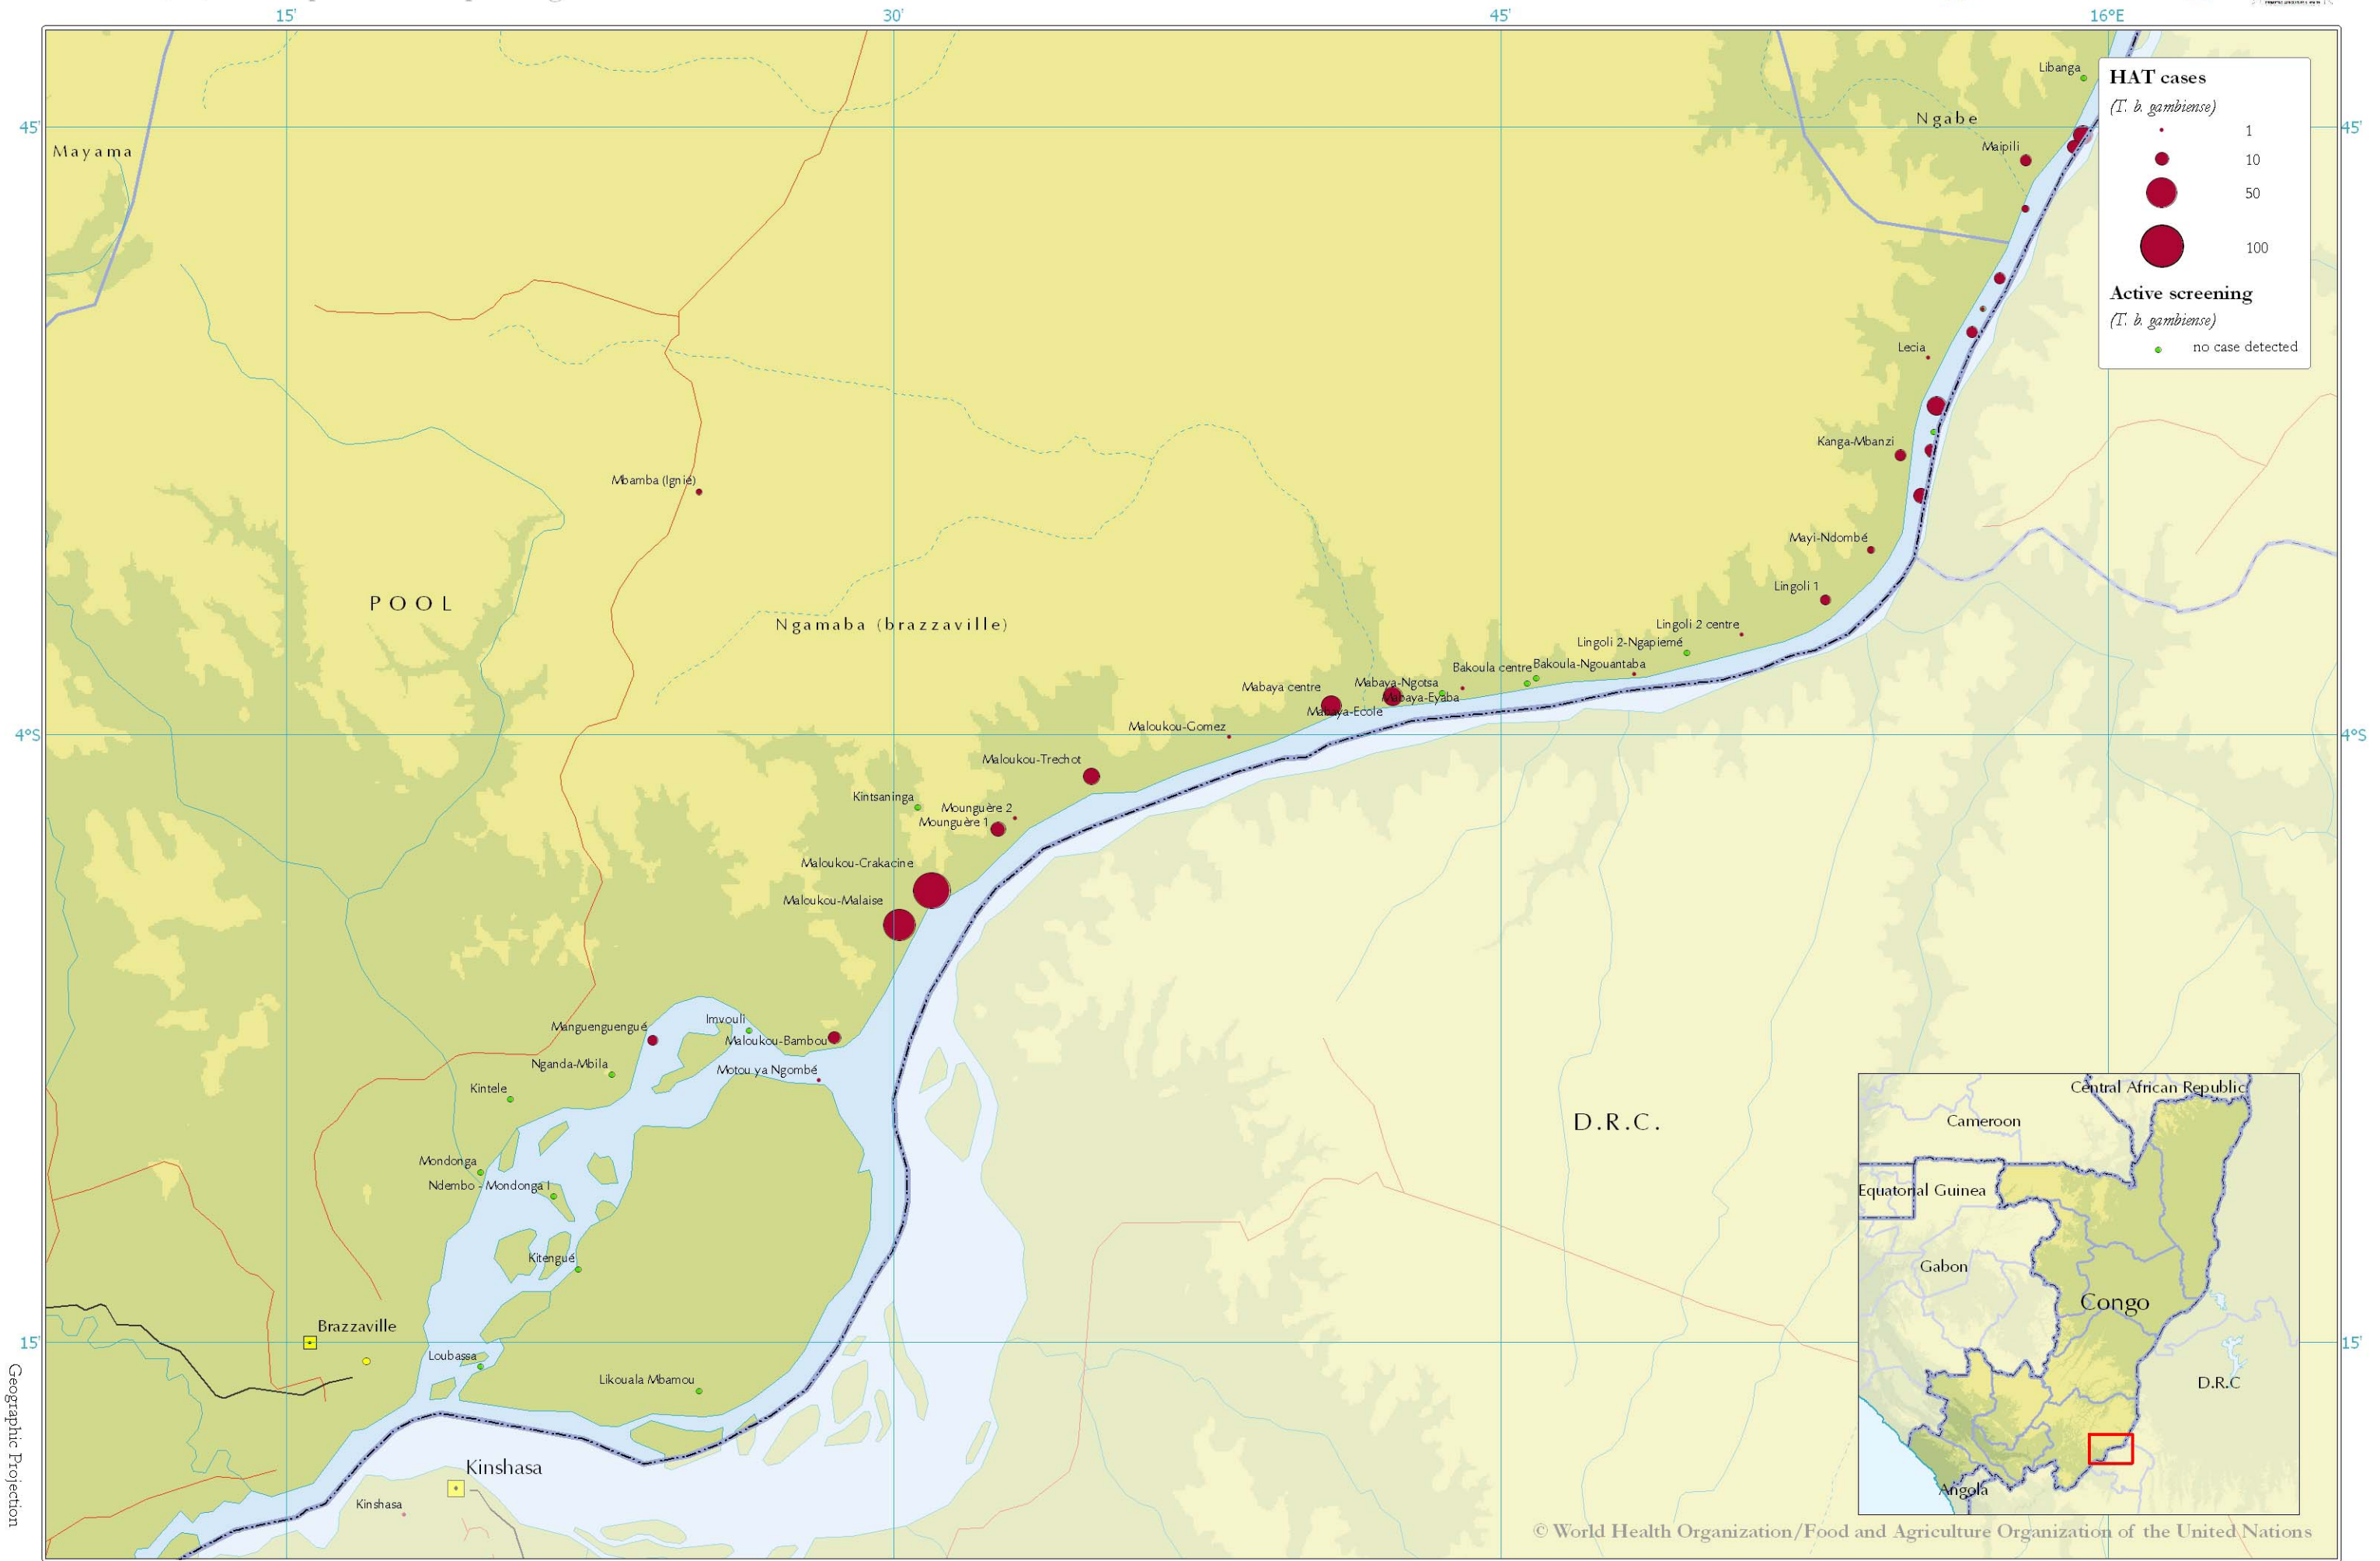 15'
30'
45'
16°E
Libanga
HAT cases
(T. b. gambiense)
1
10
50
100
Active screening
(T. b. gambiense)
no case detected
45'
45'
Ngabe
Mayama
Maipili
Lecia
Kanga-Mbanzi
Mbamba (Ignié)
Mayi-Ndombé
Lingoli 1
POOL
Ngamaba (brazzaville)
Lingoli 2 centre
Lingoli 2-Ngapiemé
Bakoula centre
Bakoula-Ngouantaba
Mabaya-Ngotsa
Mabaya centre
Mabaya-Eyaba
Mabaya-Ecole
Maloukou-Gomez
4°S
4°S
Maloukou-Trechot
Kintsaninga
Mounguère 2
Mounguère 1
Maloukou-Crakacine
Maloukou-Malaise
Imvouli
Manguenguengué
Maloukou-Bambou
Nganda-Mbila
Motou ya Ngombé
Kintele
D.R.C.
Mondonga
Ndembo - Mondonga I
Kitengué
Brazzaville
15'
15'
Loubassa
Likouala Mbamou
Kinshasa
Kinshasa
Central African Republic
Cameroon
Equatorial Guinea
Gabon
Congo
D.R.C
Angola
Geographic Projection
© World Health Organization/Food and Agriculture Organization of the United Nations